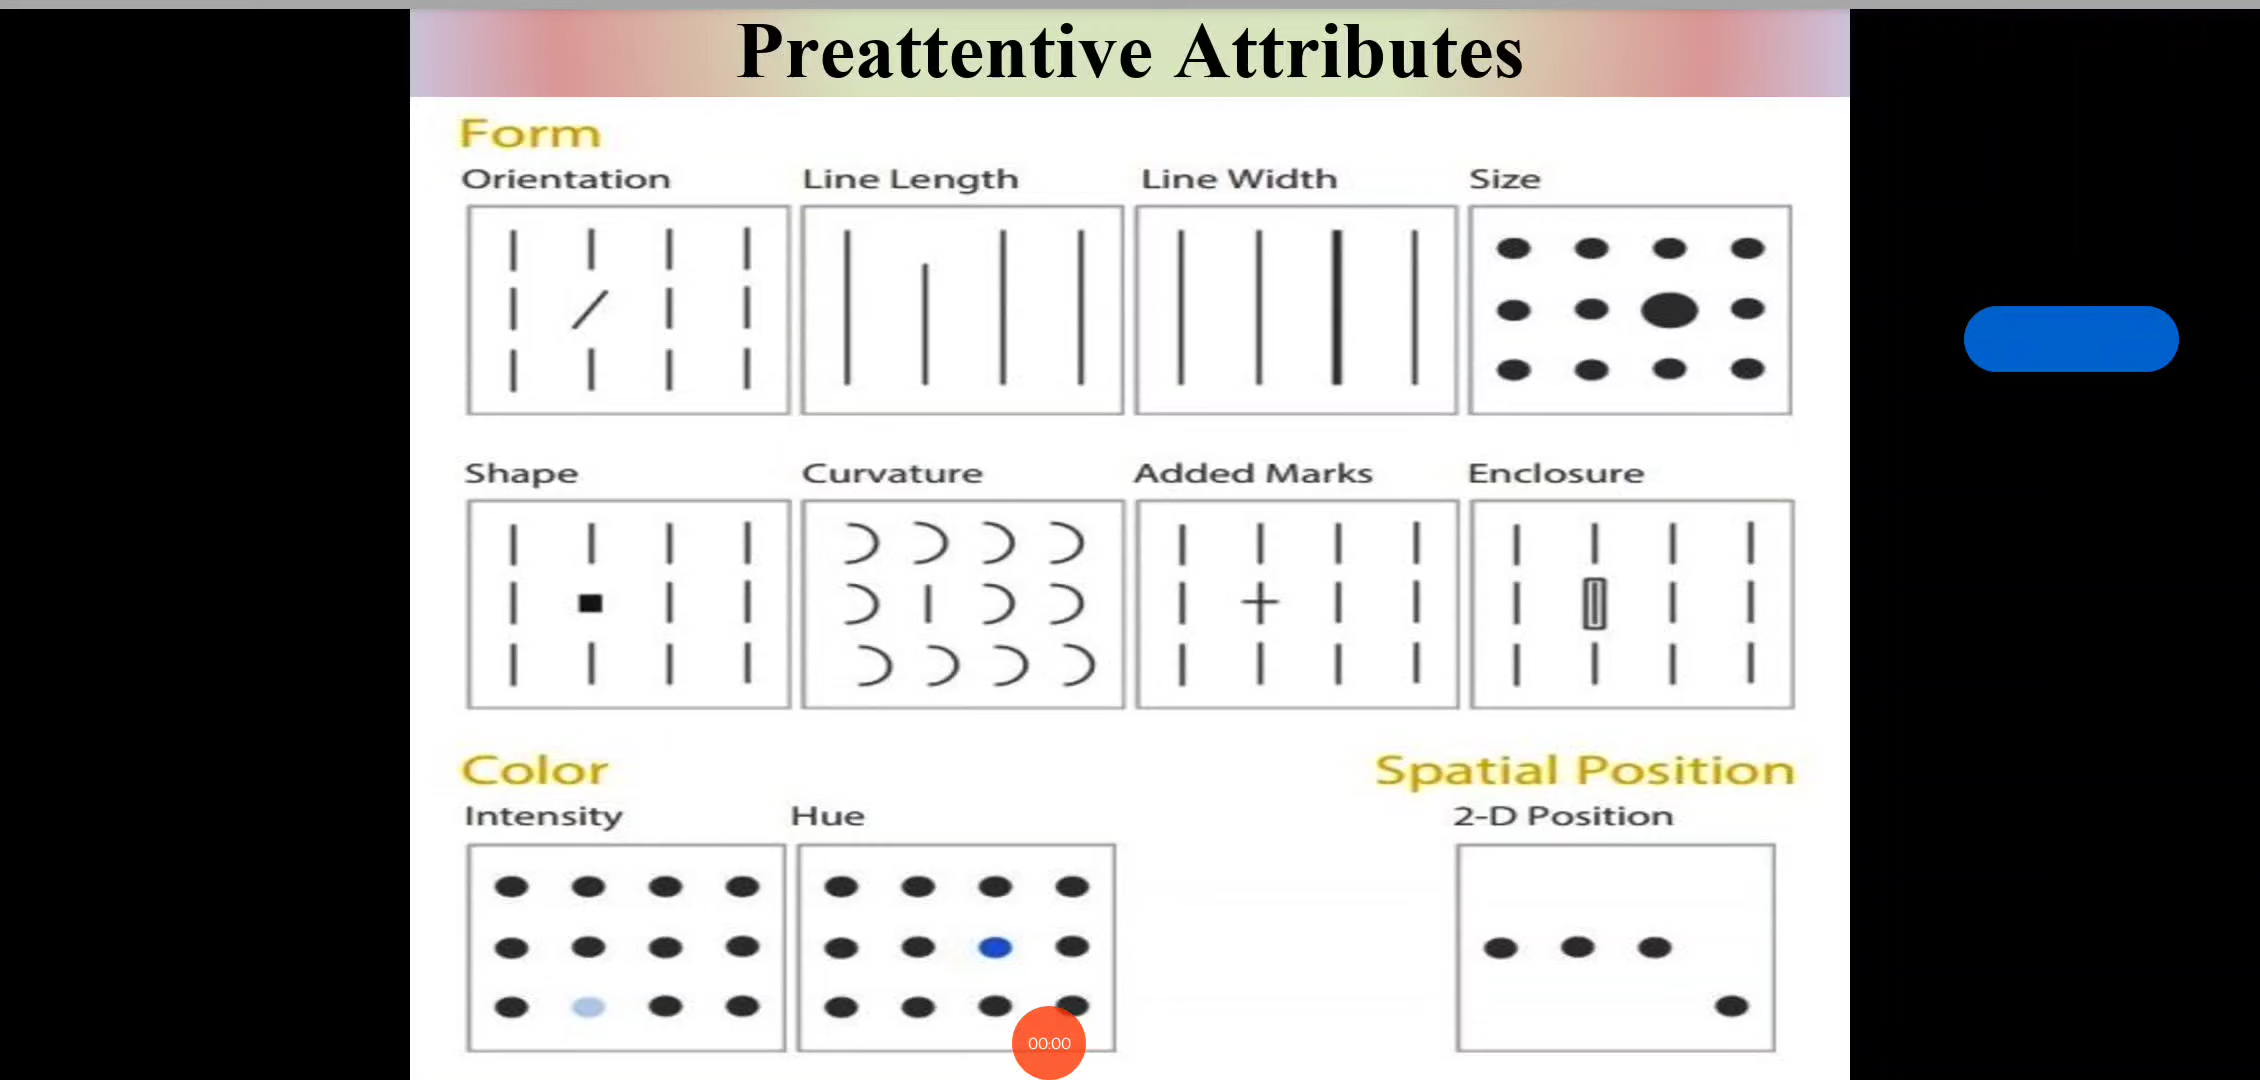 Preattentive Attributes
Form
Orientation
Line Length
Line Width
Size
Shape
Curvature
Added Marks
Enclosure
Color
Spatial Position
Intensity
Hue
2-D Position
00:00